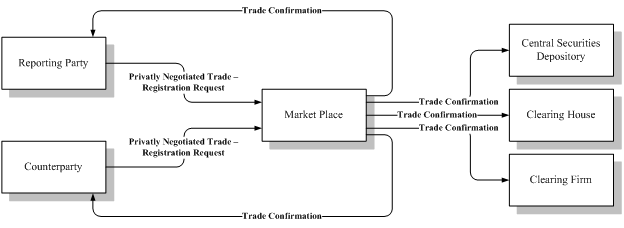 Trade Confirmation
Reporting Party
Privatly Negotiated Trade –
Registration Request
Central Securities
Depository
Market Place
Trade Confirmation
Trade Confirmation
Trade Confirmation
Clearing House
Privatly Negotiated Trade –
Registration Request
Counterparty
Clearing Firm
Trade Confirmation